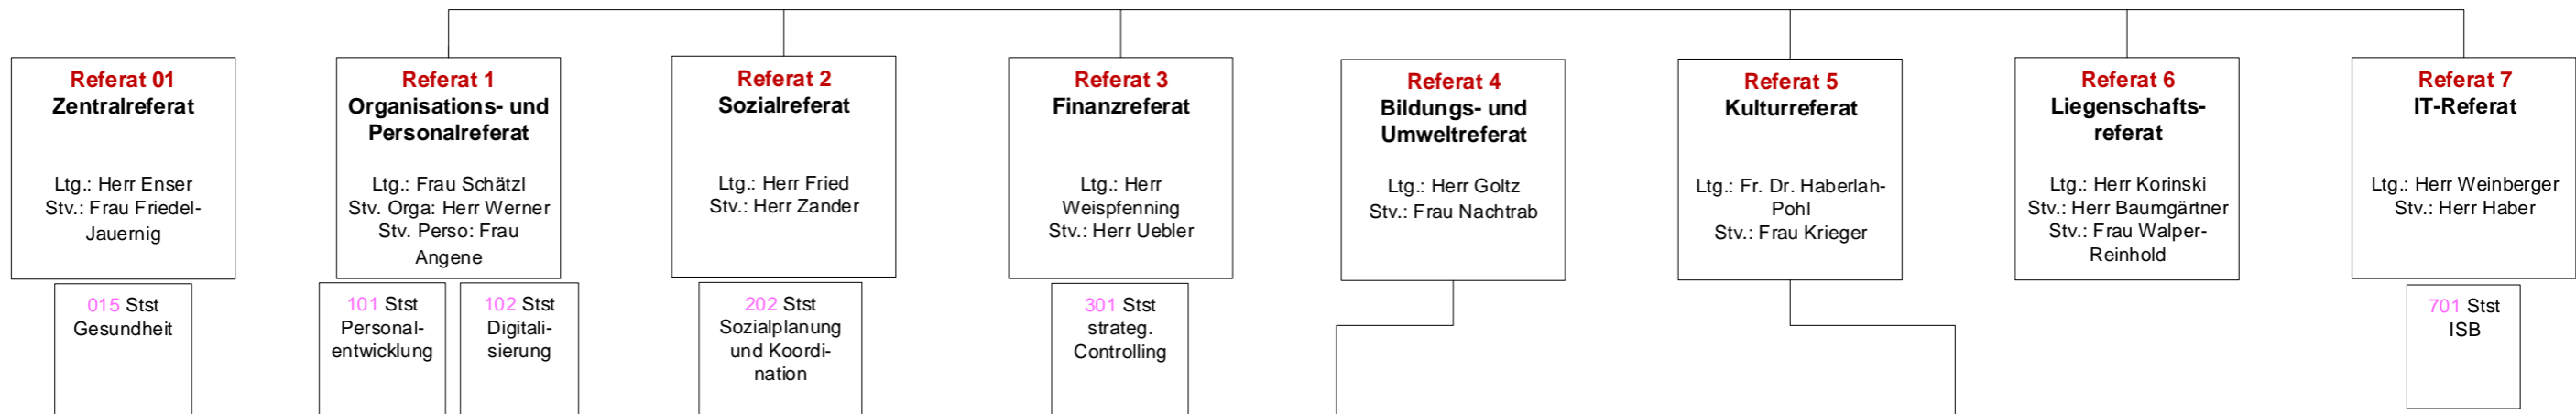 Referat 01
Zentralreferat
Ltg.: Herr Enser
Stv.: Frau Friedel-
Jauernig
015 Stst
Gesundheit
Referat 1
Organisations- und
Personalreferat
Ltg.: Frau Schätzl
Stv. Orga: Herr Werner
Stv. Perso: Frau
Angene
101 Stst
Personal-
entwicklung
102 Stst
Digitali-
sierung
Referat 2
Sozialreferat
Ltg.: Herr Fried
Stv.: Herr Zander
202 Stst
Sozialplanung
und Koordi-
nation
Referat 3
Finanzreferat
Ltg.: Herr
Weispfenning
Stv.: Herr Uebler
301 Stst
strateg.
Controlling
Referat 4
Bildungs- und
Umweltreferat
Ltg.: Herr Goltz
Stv.: Frau Nachtrab
Referat 5
Kulturreferat
Ltg.: Fr. Dr. Haberlah-
Pohl
Stv.: Frau Krieger
Referat 6
Liegenschafts-
referat
Ltg.: Herr Korinski
Stv.: Herr Baumgärtner
Stv.: Frau Walper-
Reinhold
Referat 7
IT-Referat
Ltg.: Herr Weinberger
Stv.: Herr Haber
701 Stst
ISB